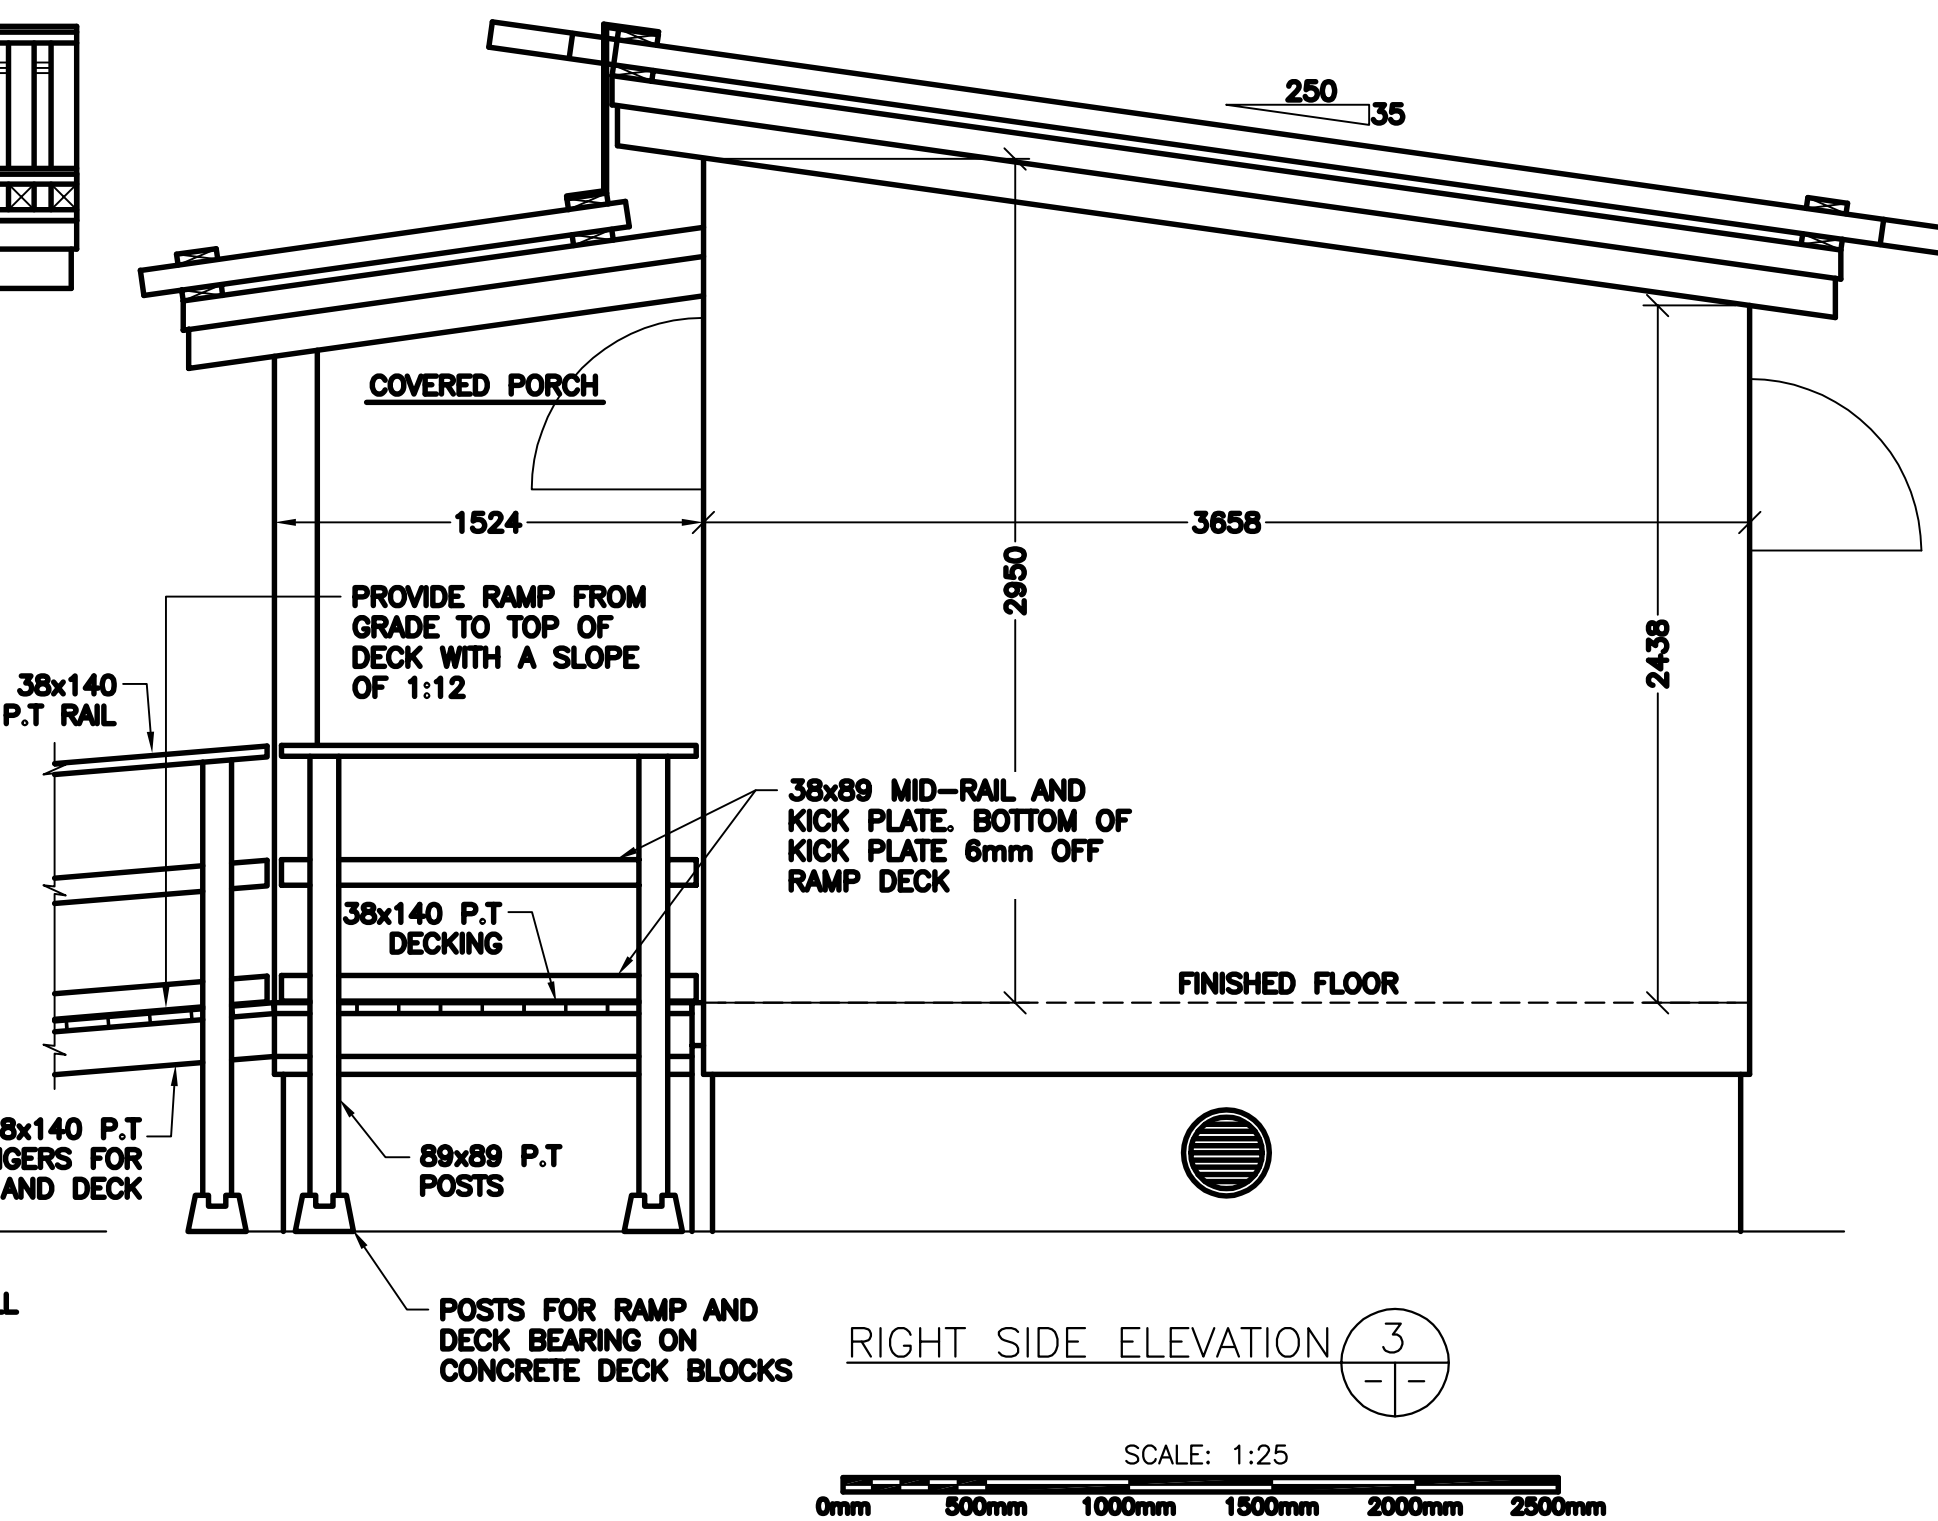 250
35
COVERED PORCH
1524
3658
2950
2438
PROVIDE RAMP FROM
GRADE TO TOP OF
DECK WITH A SLOPE
OF 1:12
38x140
P.T RAIL
38x89 MID-RAIL AND
KICK PLATE. BOTTOM OF
KICK PLATE 6mm OFF
RAMP DECK
38x140 P.T
DECKING
FINISHED FLOOR
8x140 P.T
GERS FOR
AND DECK
89x89 P.T
POSTS
POSTS FOR RAMP AND
DECK BEARING ON
CONCRETE DECK BLOCKS
RIGHT SIDE ELEVATION
3
- -
SCALE: 1:25
0mm 500mm 1000mm 1500mm 2000mm 2500mm